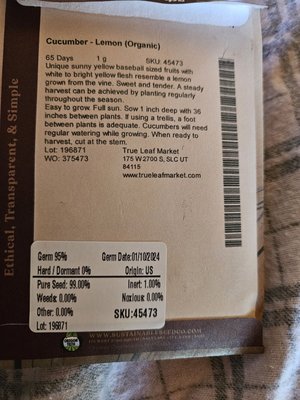 Cucumber - Lemon (Organic)
65 Days 1 g SKU: 45473
Unique sunny yellow baseball sized fruits with
white to bright yellow flesh resemble a lemon
grown from the vine. Sweet and tender. A steady
harvest can be achieved by planting regularly
throughout the season.
Easy to grow. Full sun. Sow 1 inch deep with 36
inches between plants. If using a trellis, a foot
between plants is adequate. Cucumbers will need
regular watering while growing. When ready to
harvest, cut at the stem.
Lot: 196871 True Leaf Market
WO: 375473 175 W 2700 S, SLC UT
84115
www.trueleafmarket.com
Ethical, Transparent, & Simple
Germ 95% Germ Date:01/10/2024
Hard / Dormant 0% Origin: US
Pure Seed: 99.00% Inert: 1.00%
Weeds: 0.00% Noxious: 0.00%
Other: 0.00% SKU:45473
Lot: 196871
WWW.SUSTAINABLESEEDCO.COM